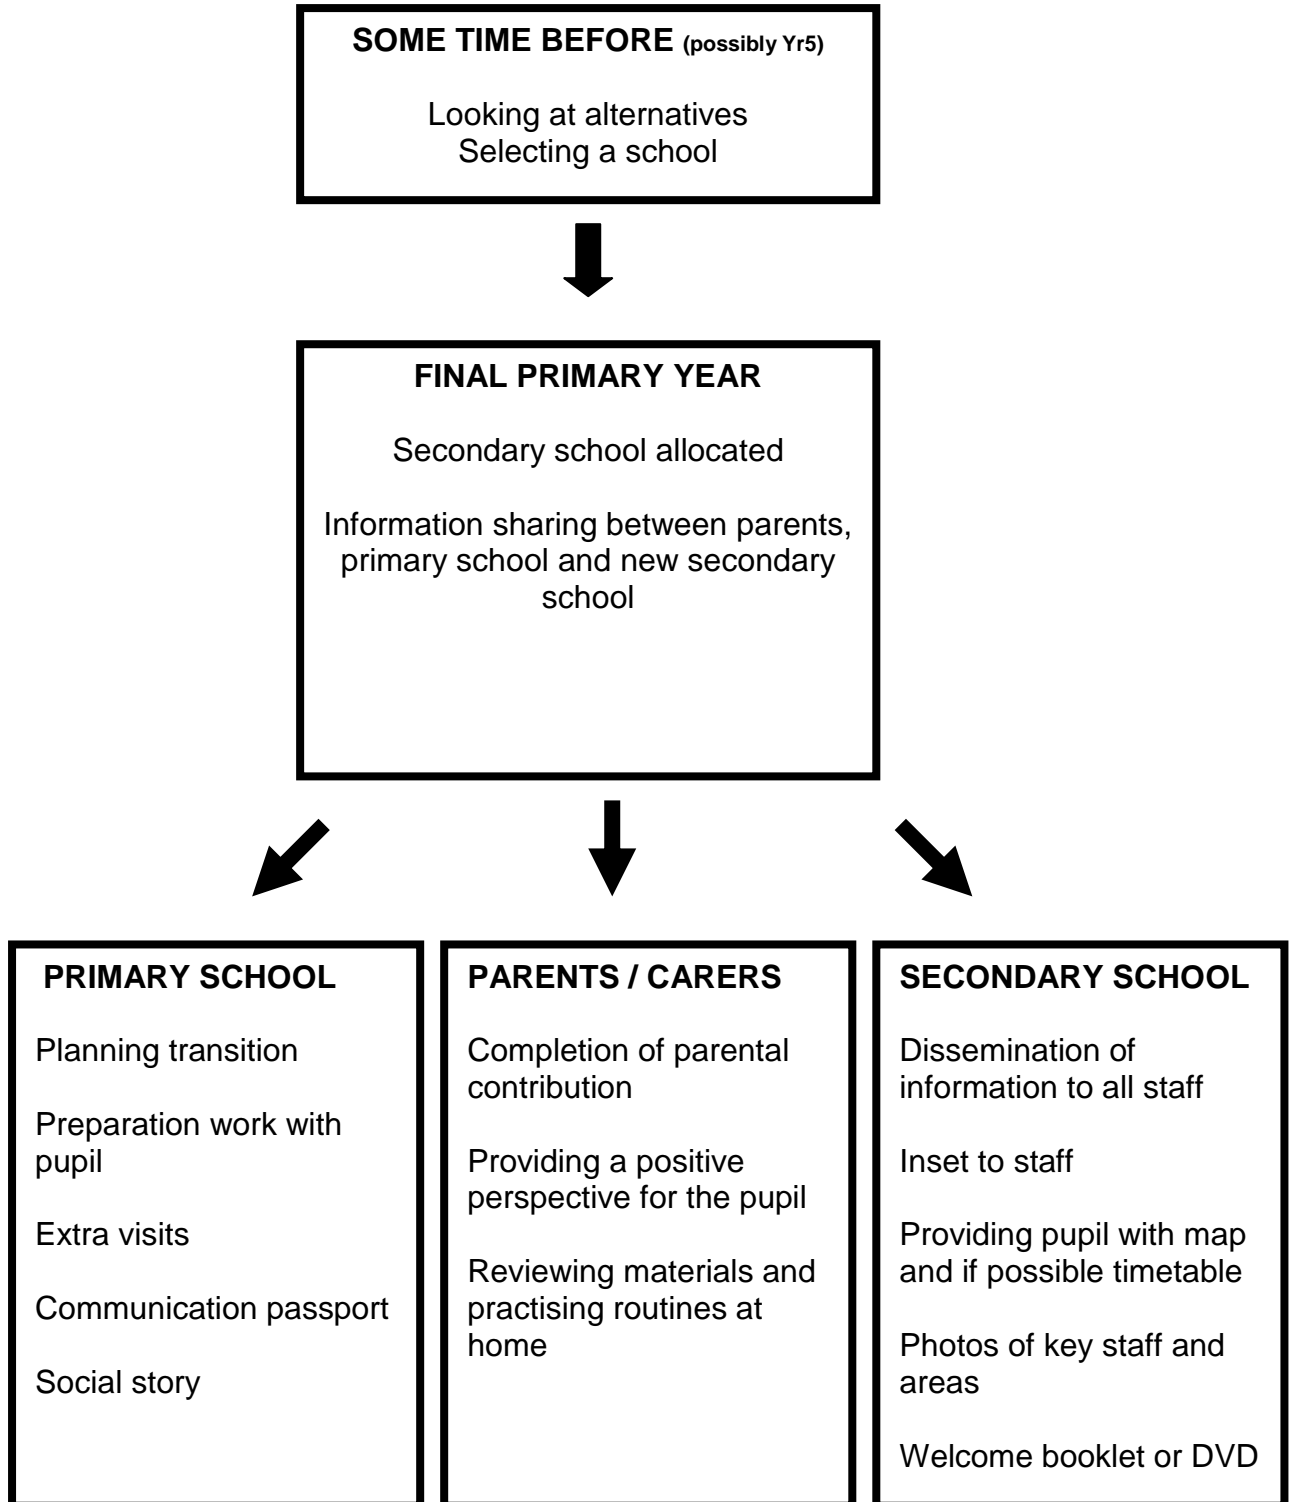 SOME TIME BEFORE (possibly Yr5)
Looking at alternatives
Selecting a school
FINAL PRIMARY YEAR
Secondary school allocated
Information sharing between parents,
primary school and new secondary
school
PRIMARY SCHOOL
Planning transition
Preparation work with
pupil
Extra visits
Communication passport
Social story
PARENTS / CARERS
Completion of parental
contribution
Providing a positive
perspective for the pupil
Reviewing materials and
practising routines at
home
SECONDARY SCHOOL
Dissemination of
information to all staff
Inset to staff
Providing pupil with map
and if possible timetable
Photos of key staff and
areas
Welcome booklet or DVD